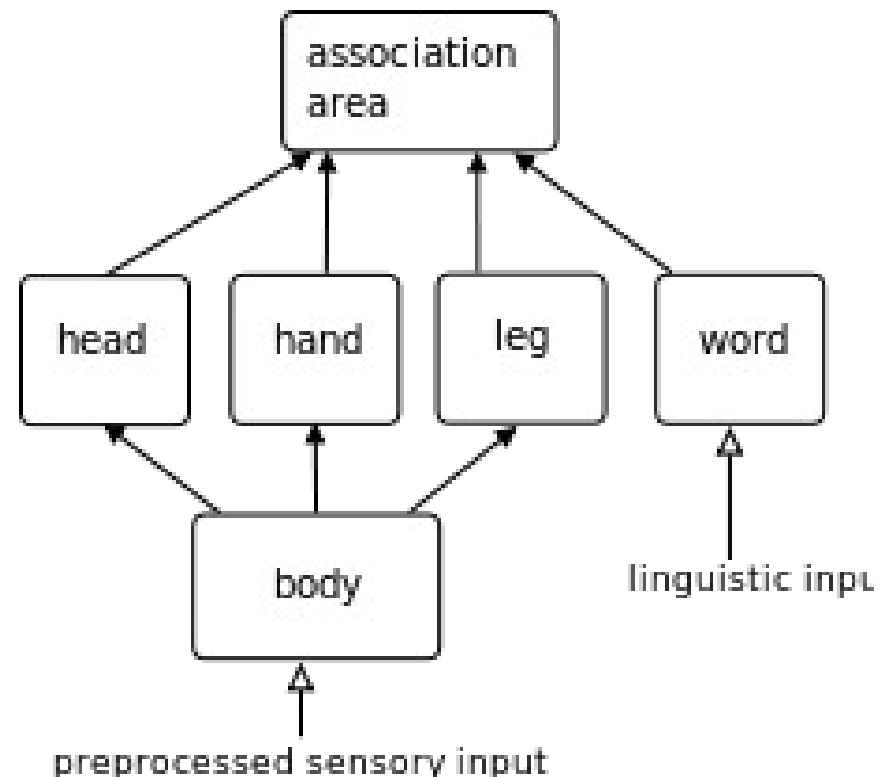 association
area
head
hand
leg
word
body
linguistic inpu
preprocessed sensory input